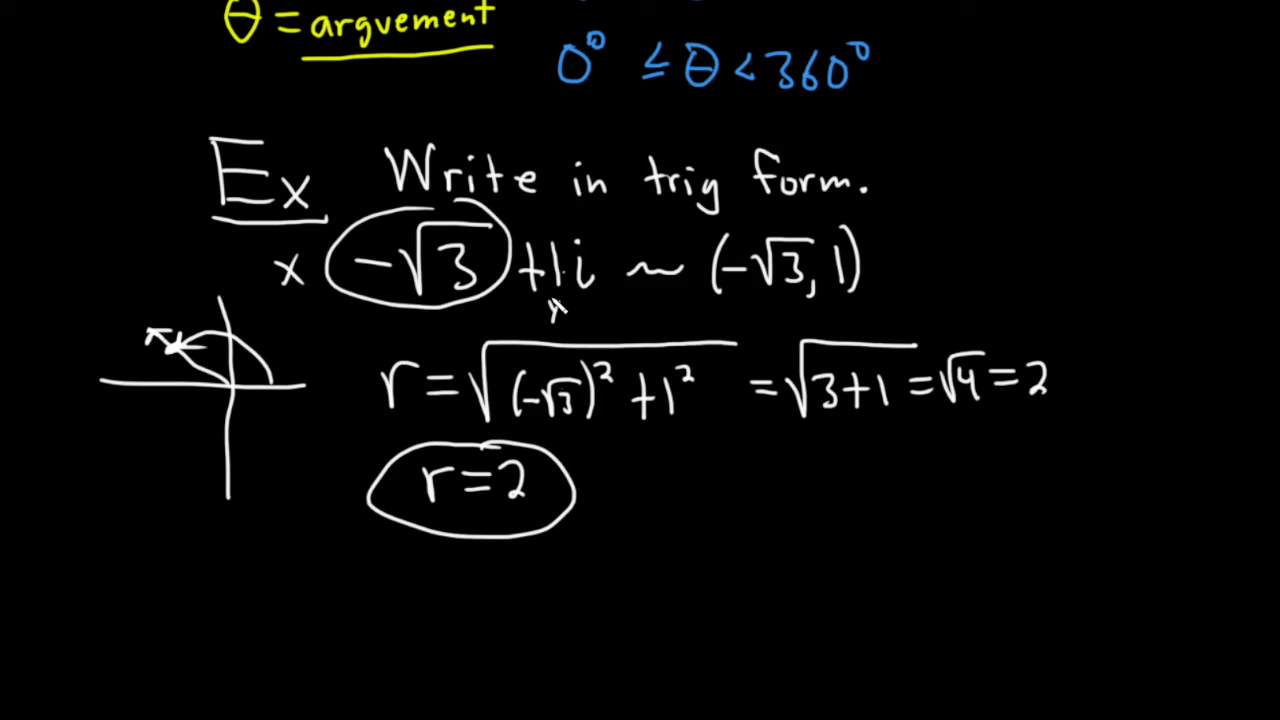 θ = arguement
0° ≤ θ < 360°
Ex Write in trig form.
x -√3 +1i ~ (-√3, 1)
y
r = √((-√3)² + 1²) = √(3+1) = √4 = 2
r = 2